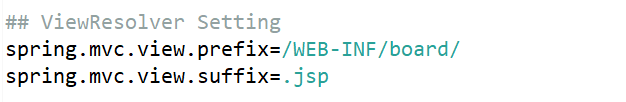 ## ViewResolver Setting
spring.mvc.view.prefix=/WEB-INF/board/
spring.mvc.view.suffix=.jsp